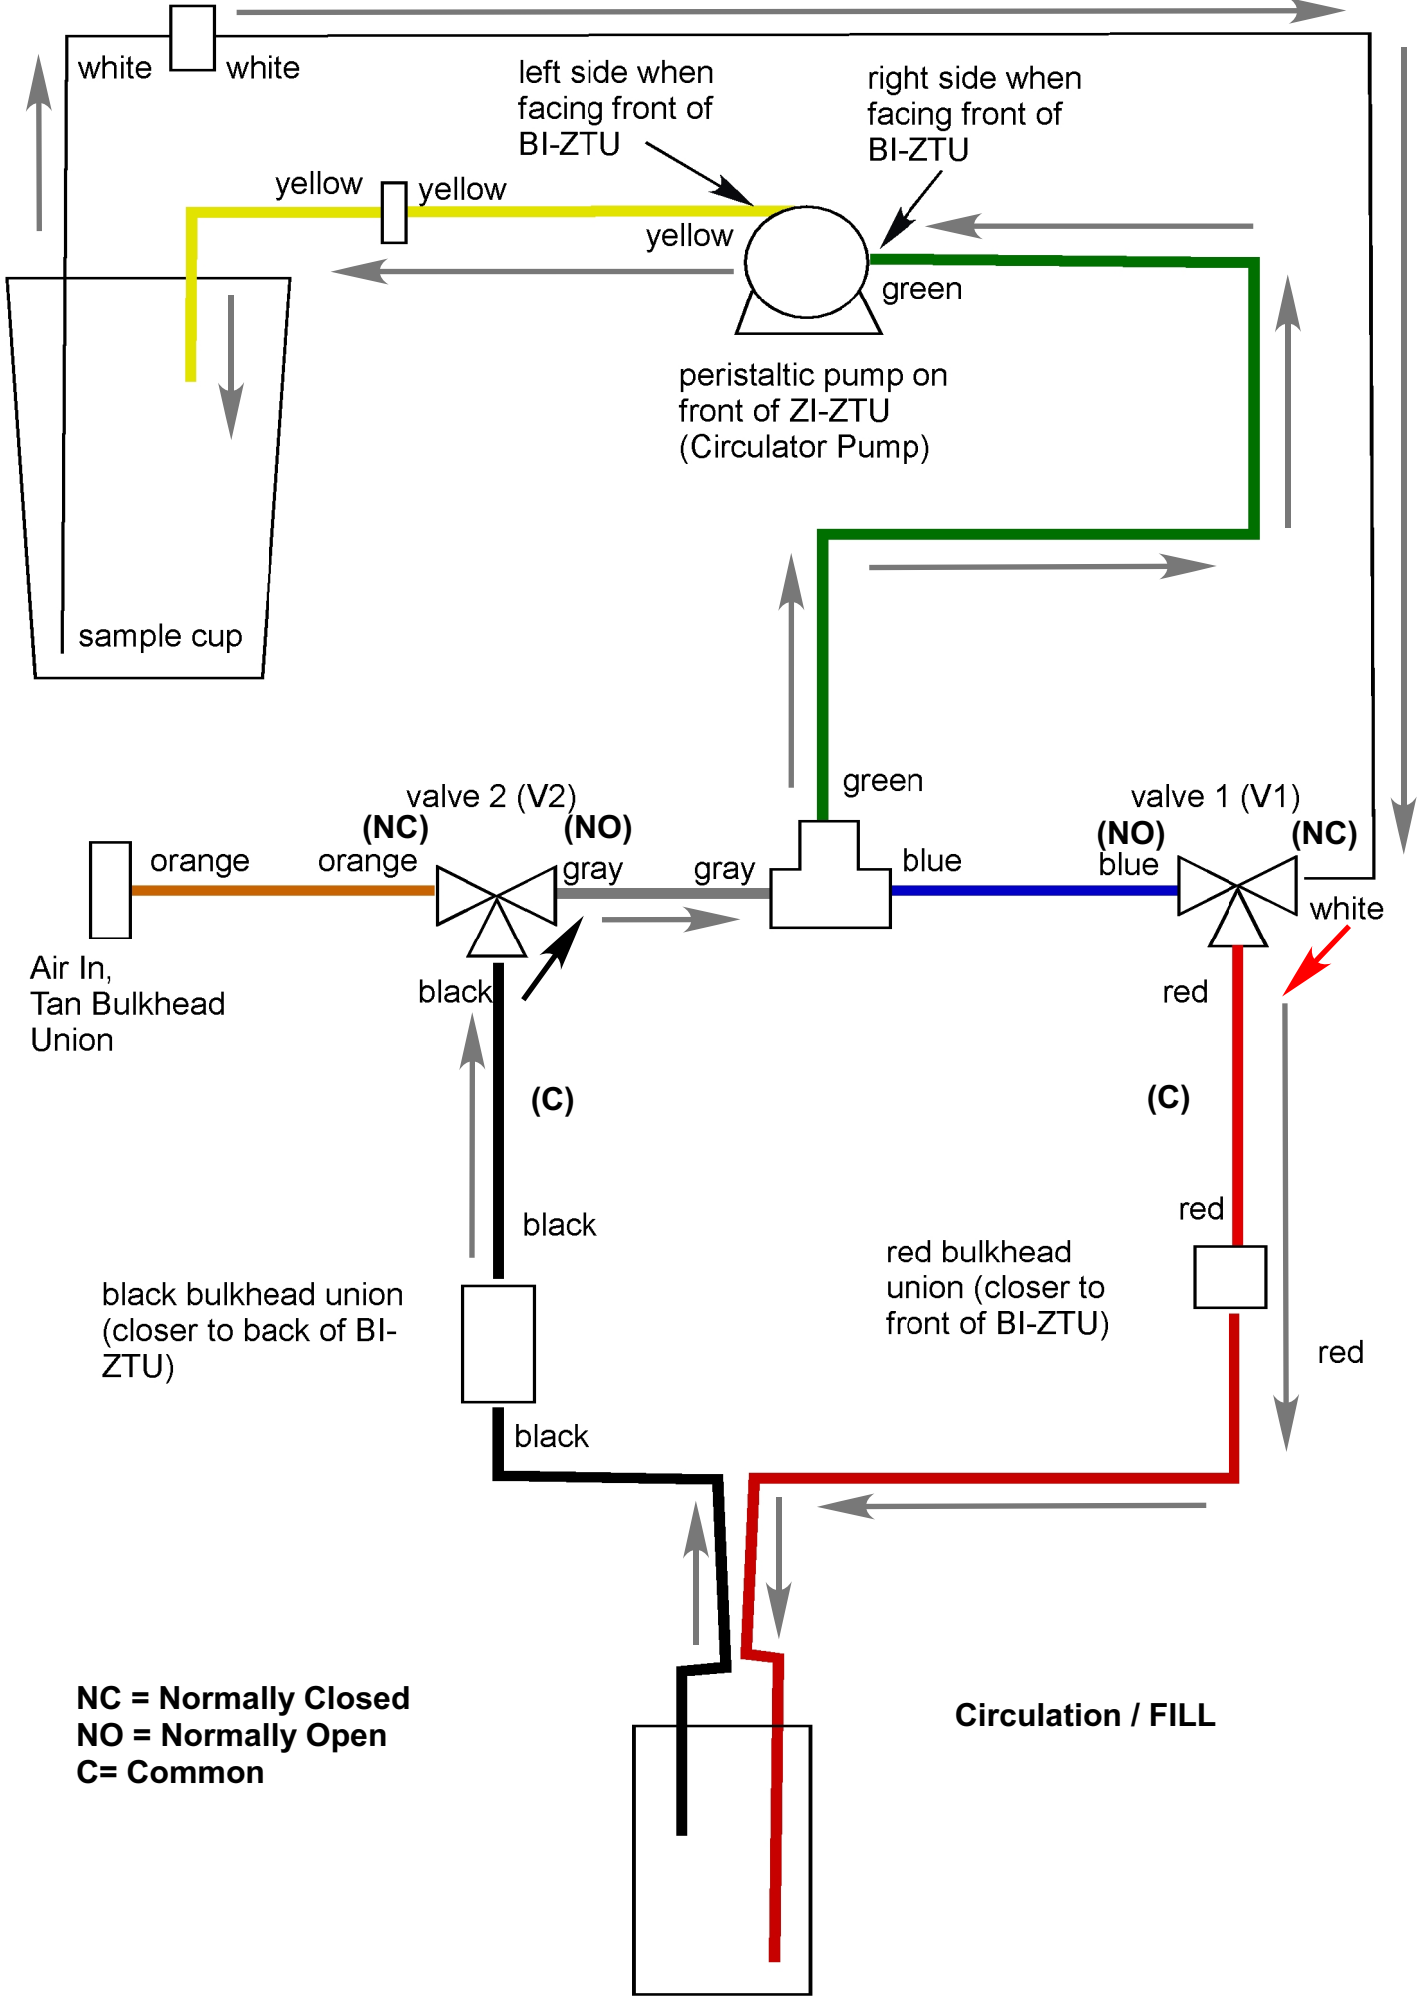 white
white
left side when
facing front of
BI-ZTU
right side when
facing front of
BI-ZTU
yellow
yellow
yellow
green
peristaltic pump on
front of ZI-ZTU
(Circulator Pump)
sample cup
green
valve 2 (V2)
(NC)
(NO)
valve 1 (V1)
(NO)
(NC)
orange
orange
gray
gray
blue
blue
white
Air In,
Tan Bulkhead
Union
black
red
(C)
(C)
black
red
black bulkhead union
(closer to back of BI-
ZTU)
red bulkhead
union (closer to
front of BI-ZTU)
red
black
NC = Normally Closed
NO = Normally Open
C= Common
Circulation / FILL